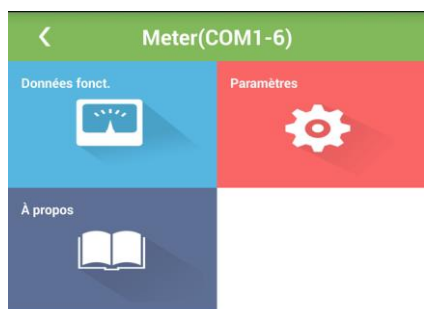 Meter(COM1-6)
Données fonct.
Paramètres
À propos